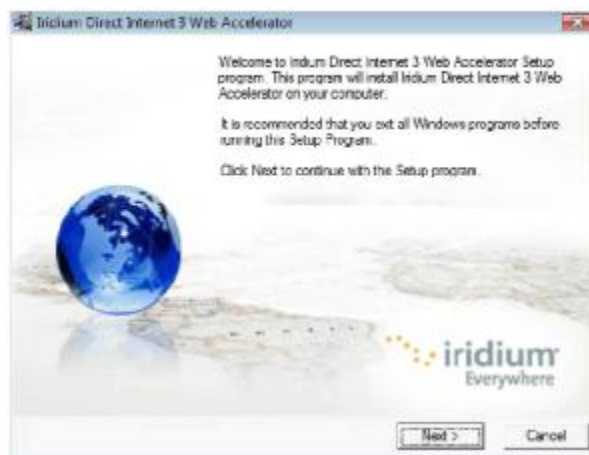 Iridium Direct Internet 3 Web Accelerator
Welcome to Iridium Direct Internet 3 Web Accelerator Setup
program. This program will install Iridium Direct Internet 3 Web
Accelerator on your computer.
It is recommended that you exit all Windows programs before
running this Setup Program.
Click Next to continue with the Setup program.
iridium
Everywhere
Next > Cancel